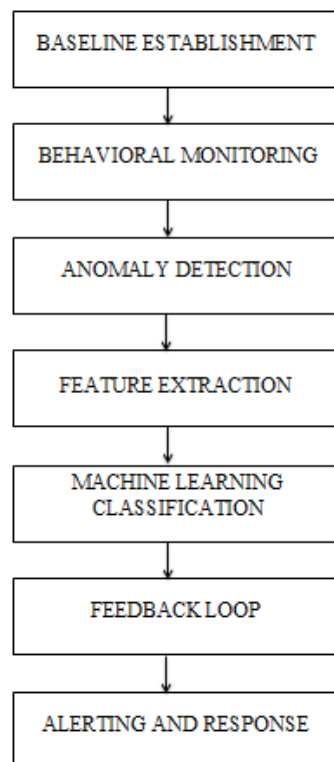 BASELINE ESTABLISHMENT
BEHAVIORAL MONITORING
ANOMALY DETECTION
FEATURE EXTRACTION
MACHINE LEARNING
CLASSIFICATION
FEEDBACK LOOP
ALERTING AND RESPONSE